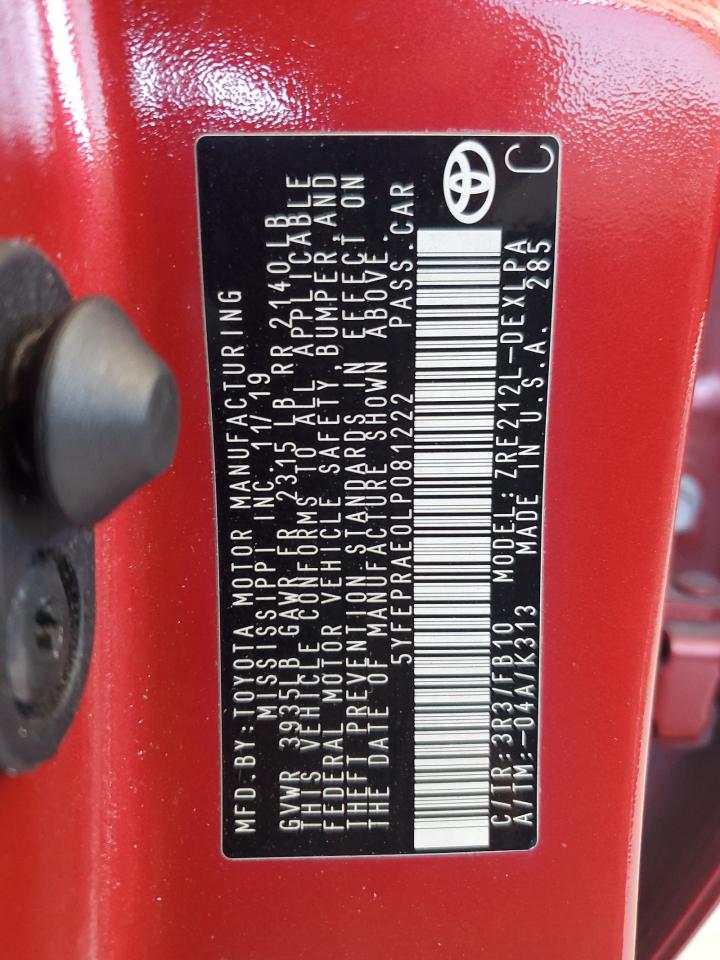 MFD.BY:TOYOTA MOTOR MANUFACTURING
MISSISSIPPI INC. 11/19
GVWR 3935LB GAWR FR 2315 LB RR 2140 LB
THIS VEHICLE CONFORMS TO ALL APPLICABLE
FEDERAL MOTOR VEHICLE SAFETY, BUMPER, AND
THEFT PREVENTION STANDARDS IN EFFECT ON
THE DATE OF MANUFACTURE SHOWN ABOVE.
5YFEPRAE0LP081222 PASS.CAR
C/TR:3R3/FB10 MODEL:ZRE212L-DEXLPA
A/TM:-04A/K313 MADE IN U.S.A. 285
C